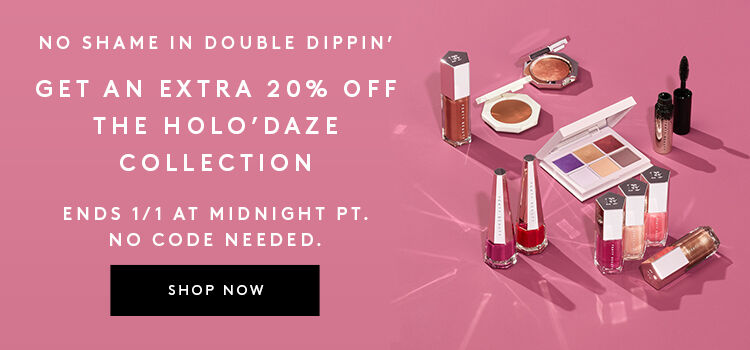 NO SHAME IN DOUBLE DIPPIN'
GET AN EXTRA 20% OFF
THE HOLO'DAZE
COLLECTION
ENDS 1/1 AT MIDNIGHT PT.
NO CODE NEEDED.
SHOP NOW